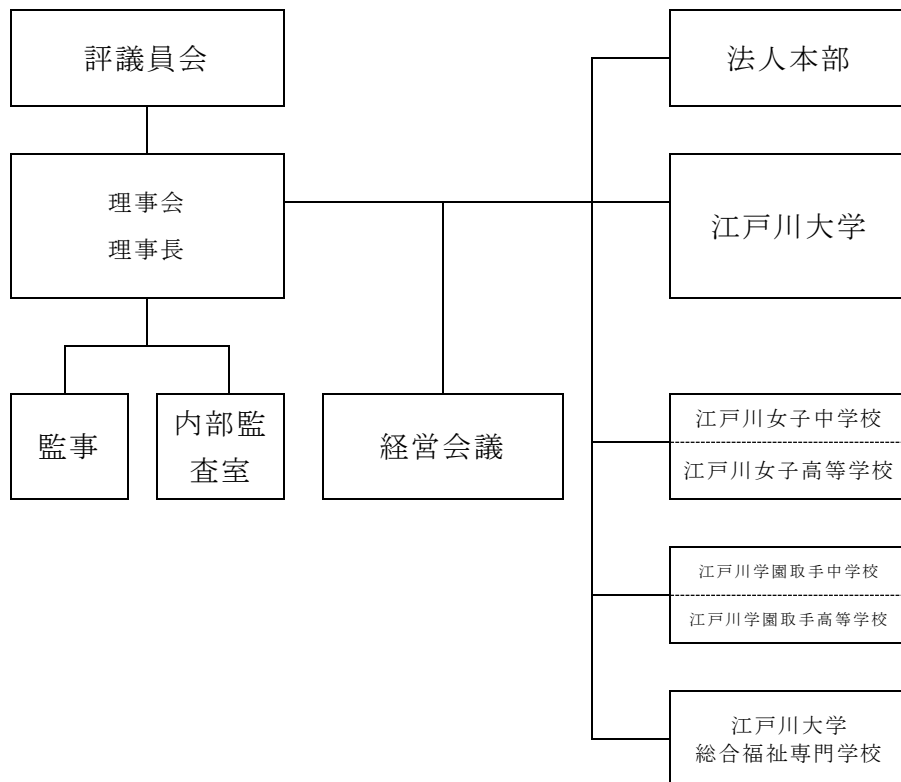 評議員会
理事会
理事長
監事
内部監
査室
経営会議
法人本部
江戸川大学
江戸川女子中学校
江戸川女子高等学校
江戸川学園取手中学校
江戸川学園取手高等学校
江戸川大学
総合福祉専門学校